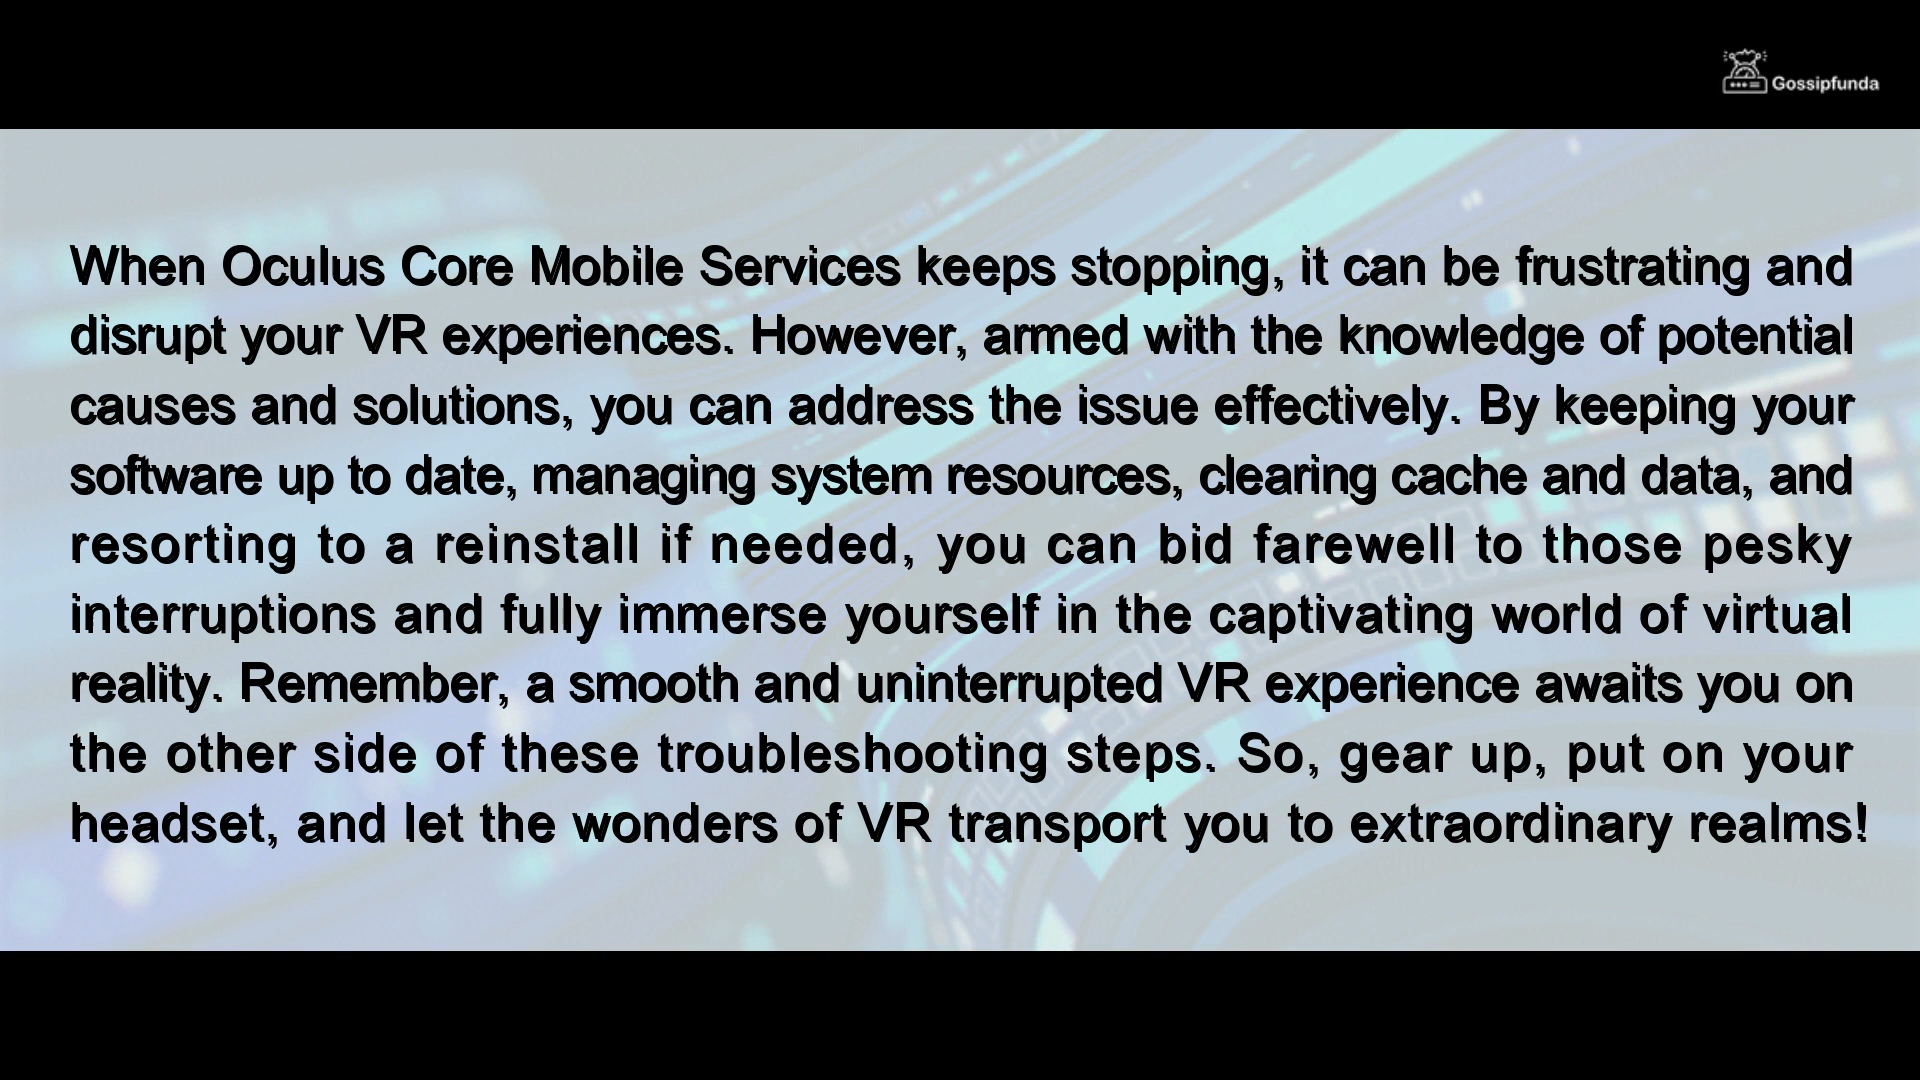 Gossipfunda
When Oculus Core Mobile Services keeps stopping, it can be frustrating and
disrupt your VR experiences. However, armed with the knowledge of potential
causes and solutions, you can address the issue effectively. By keeping your
software up to date, managing system resources, clearing cache and data, and
resorting to a reinstall if needed, you can bid farewell to those pesky
interruptions and fully immerse yourself in the captivating world of virtual
reality. Remember, a smooth and uninterrupted VR experience awaits you on
the other side of these troubleshooting steps. So, gear up, put on your
headset, and let the wonders of VR transport you to extraordinary realms!